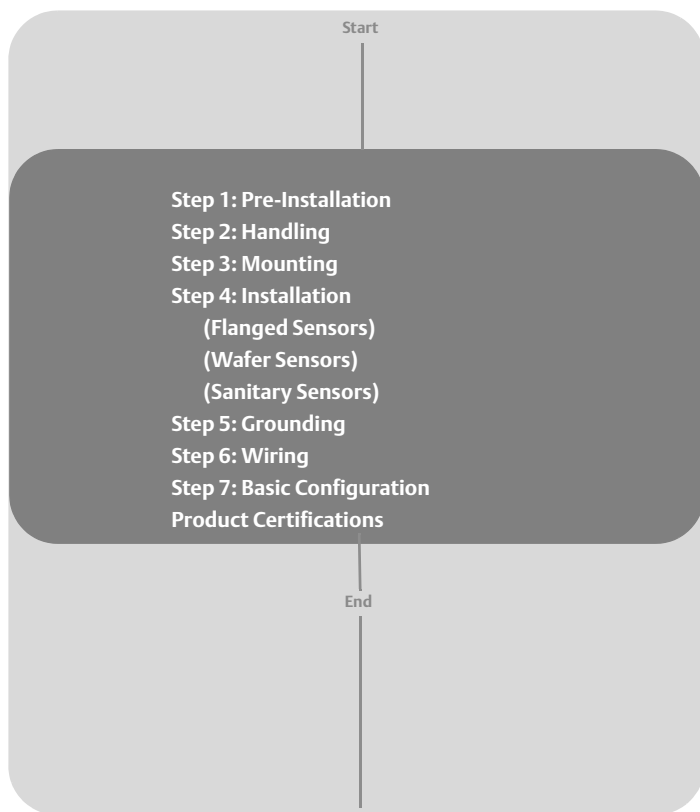 Start
Step 1: Pre-Installation
Step 2: Handling
Step 3: Mounting
Step 4: Installation
(Flanged Sensors)
(Wafer Sensors)
(Sanitary Sensors)
Step 5: Grounding
Step 6: Wiring
Step 7: Basic Configuration
Product Certifications
End